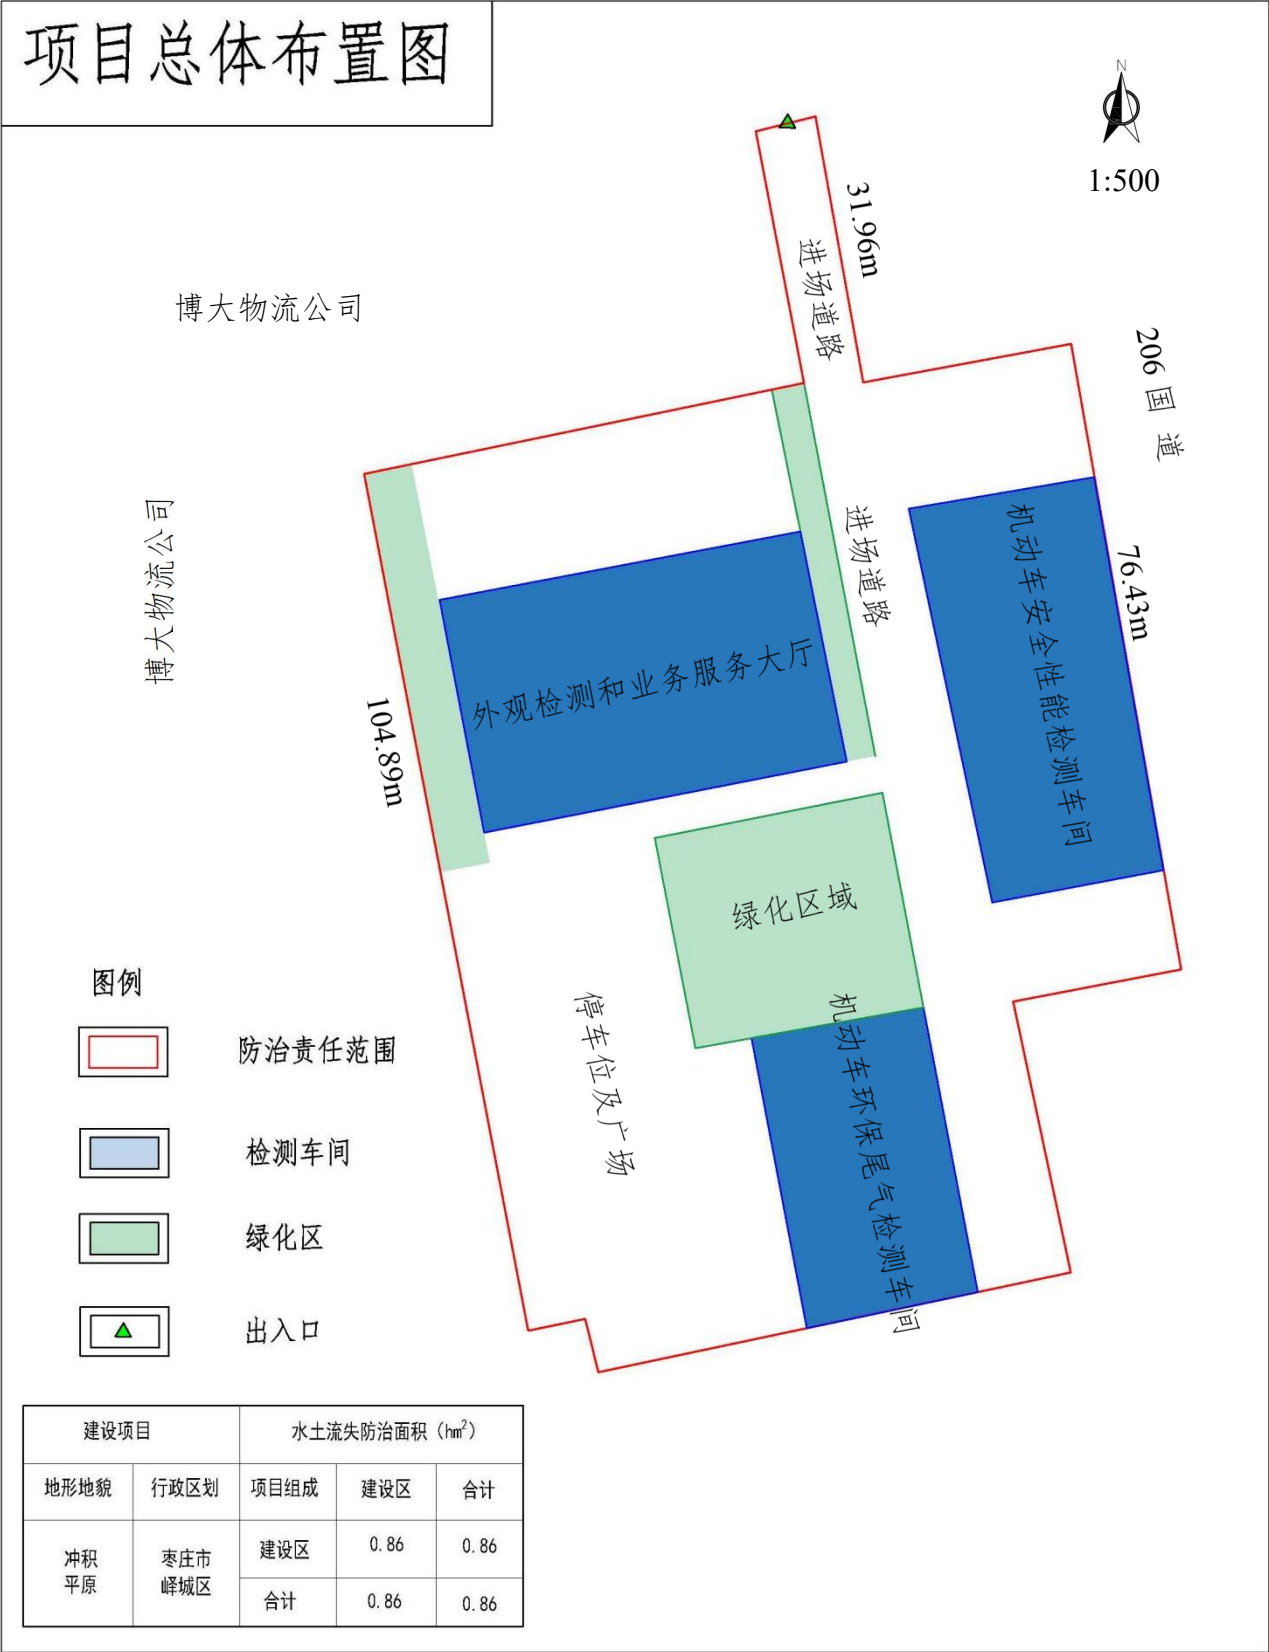 项目总体布置图
N
1:500
31.96m
进场道路
博大物流公司
206国道
博大物流公司
进场道路
机动车安全性能检测车间
76.43m
外观检测和业务服务大厅
104.89m
绿化区域
停车位及广场
机动车环保尾气检测车间
图例
防治责任范围
检测车间
绿化区
出入口
建设项目 水土流失防治面积（hm²）
地形地貌 行政区划 项目组成 建设区 合计
冲积平原 枣庄市峄城区 建设区 0.86 0.86
合计 0.86 0.86